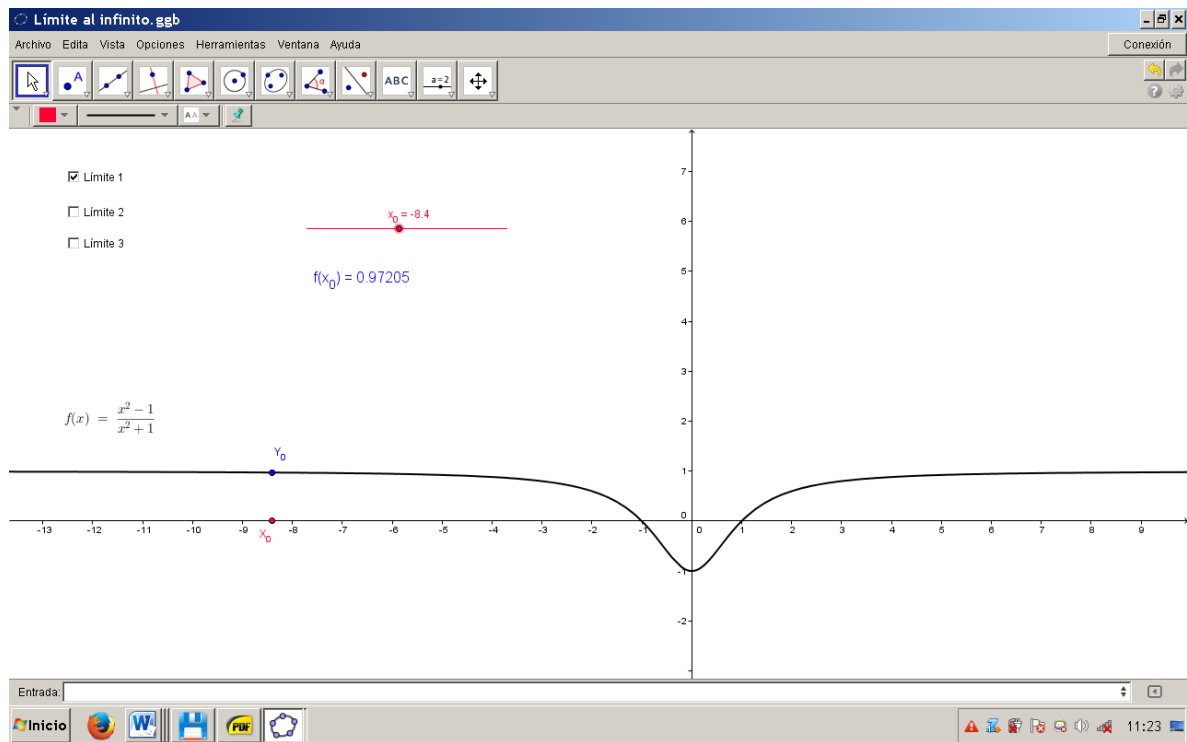 Límite al infinito.ggb
Archivo Edita Vista Opciones Herramientas Ventana Ayuda
Conexión
A
α
ABC
a=2
AA
Límite 1
Límite 2
Límite 3
x₀ = -8.4
f(x₀) = 0.97205
f(x) = (x² − 1)/(x² + 1)
Y₀
X₀
7
6
5
4
3
2
1
0
-1
-2
-13 -12 -11 -10 -9 -8 -7 -6 -5 -4 -3 -2 -1 0 1 2 3 4 5 6 7 8 9
Entrada:
Inicio
W
PDF
11:23